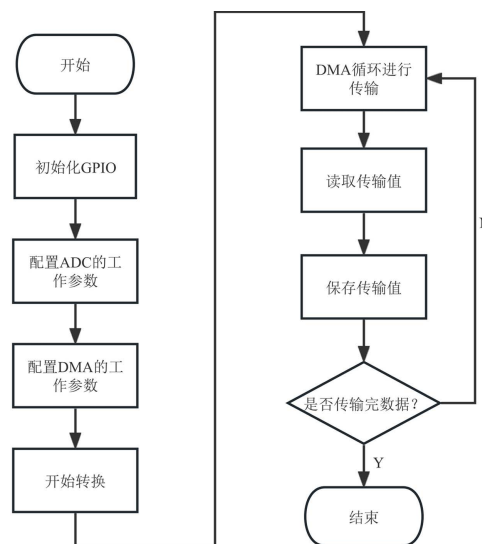 开始
初始化GPIO
配置ADC的工
作参数
配置DMA的工
作参数
开始转换
DMA循环进行
传输
读取传输值
保存传输值
是否传输完数据?
Y
结束